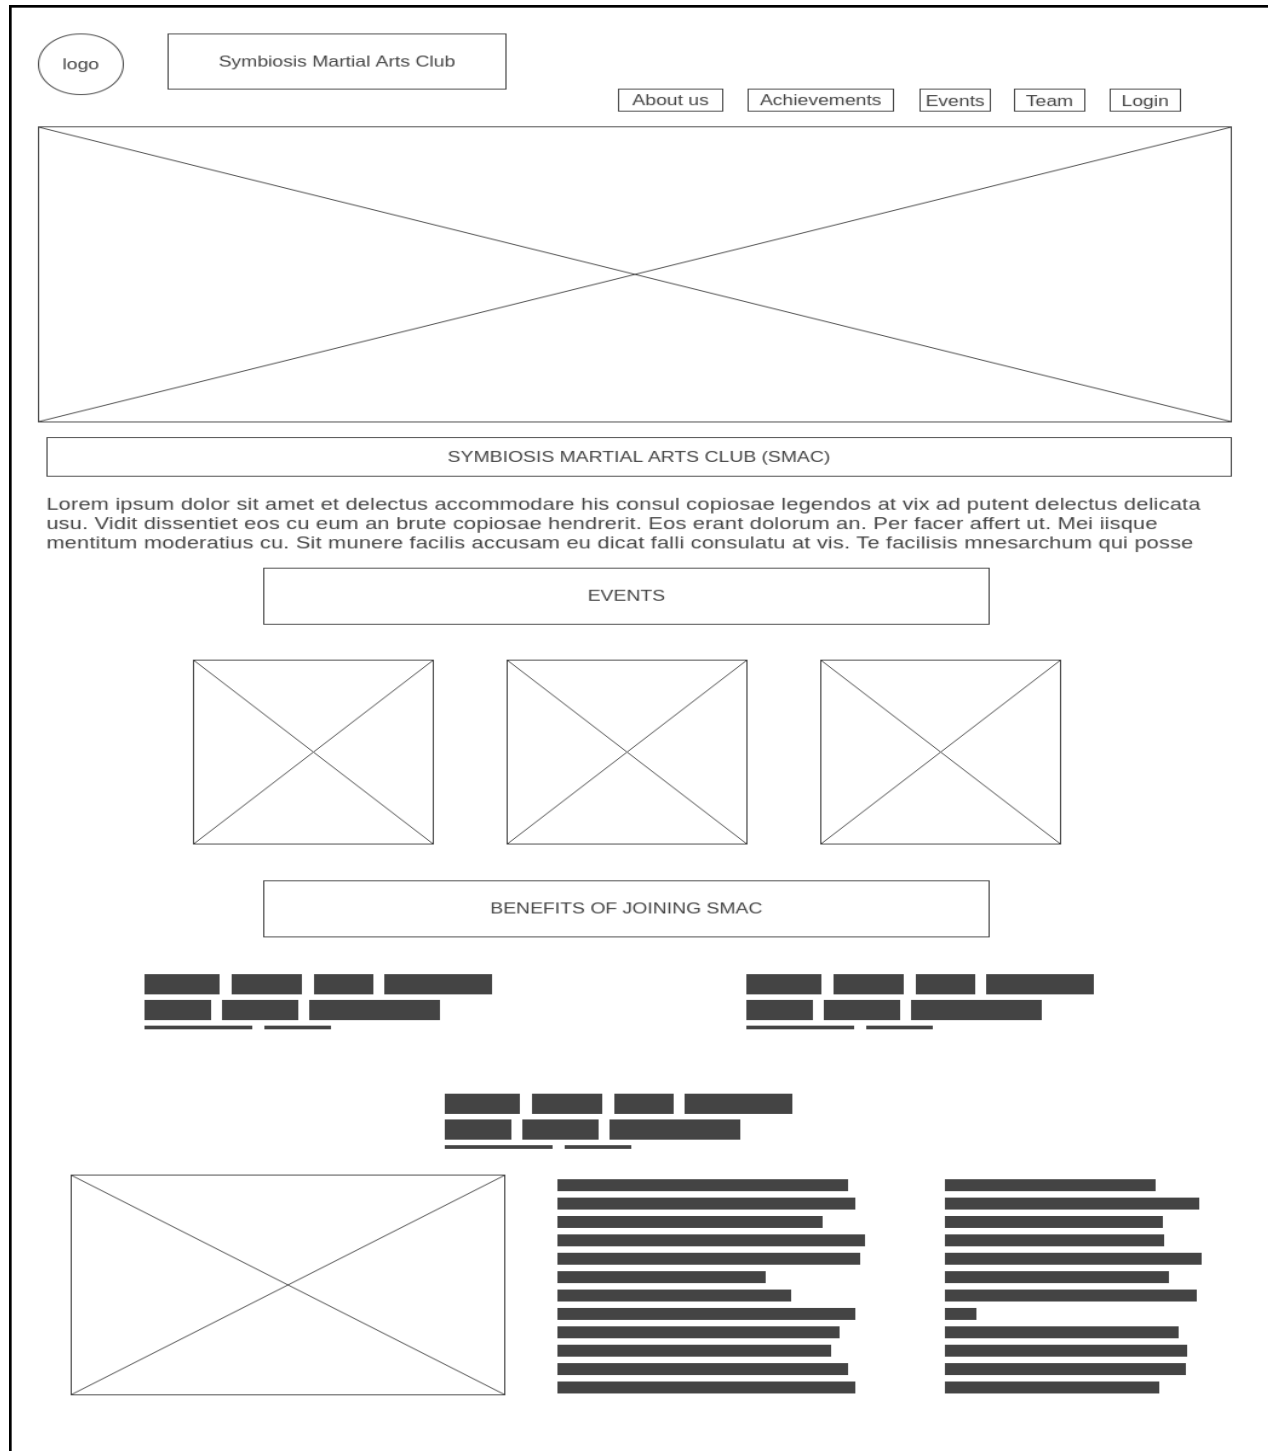 logo
Symbiosis Martial Arts Club
About us
Achievements
Events
Team
Login
SYMBIOSIS MARTIAL ARTS CLUB (SMAC)
Lorem ipsum dolor sit amet et delectus accommodare his consul copiosae legendos at vix ad putent delectus delicata
usu. Vidit dissentiet eos cu eum an brute copiosae hendrerit. Eos erant dolorum an. Per facer affert ut. Mei iisque
mentitum moderatius cu. Sit munere facilis accusam eu dicat falli consulatu at vis. Te facilisis mnesarchum qui posse
EVENTS
BENEFITS OF JOINING SMAC